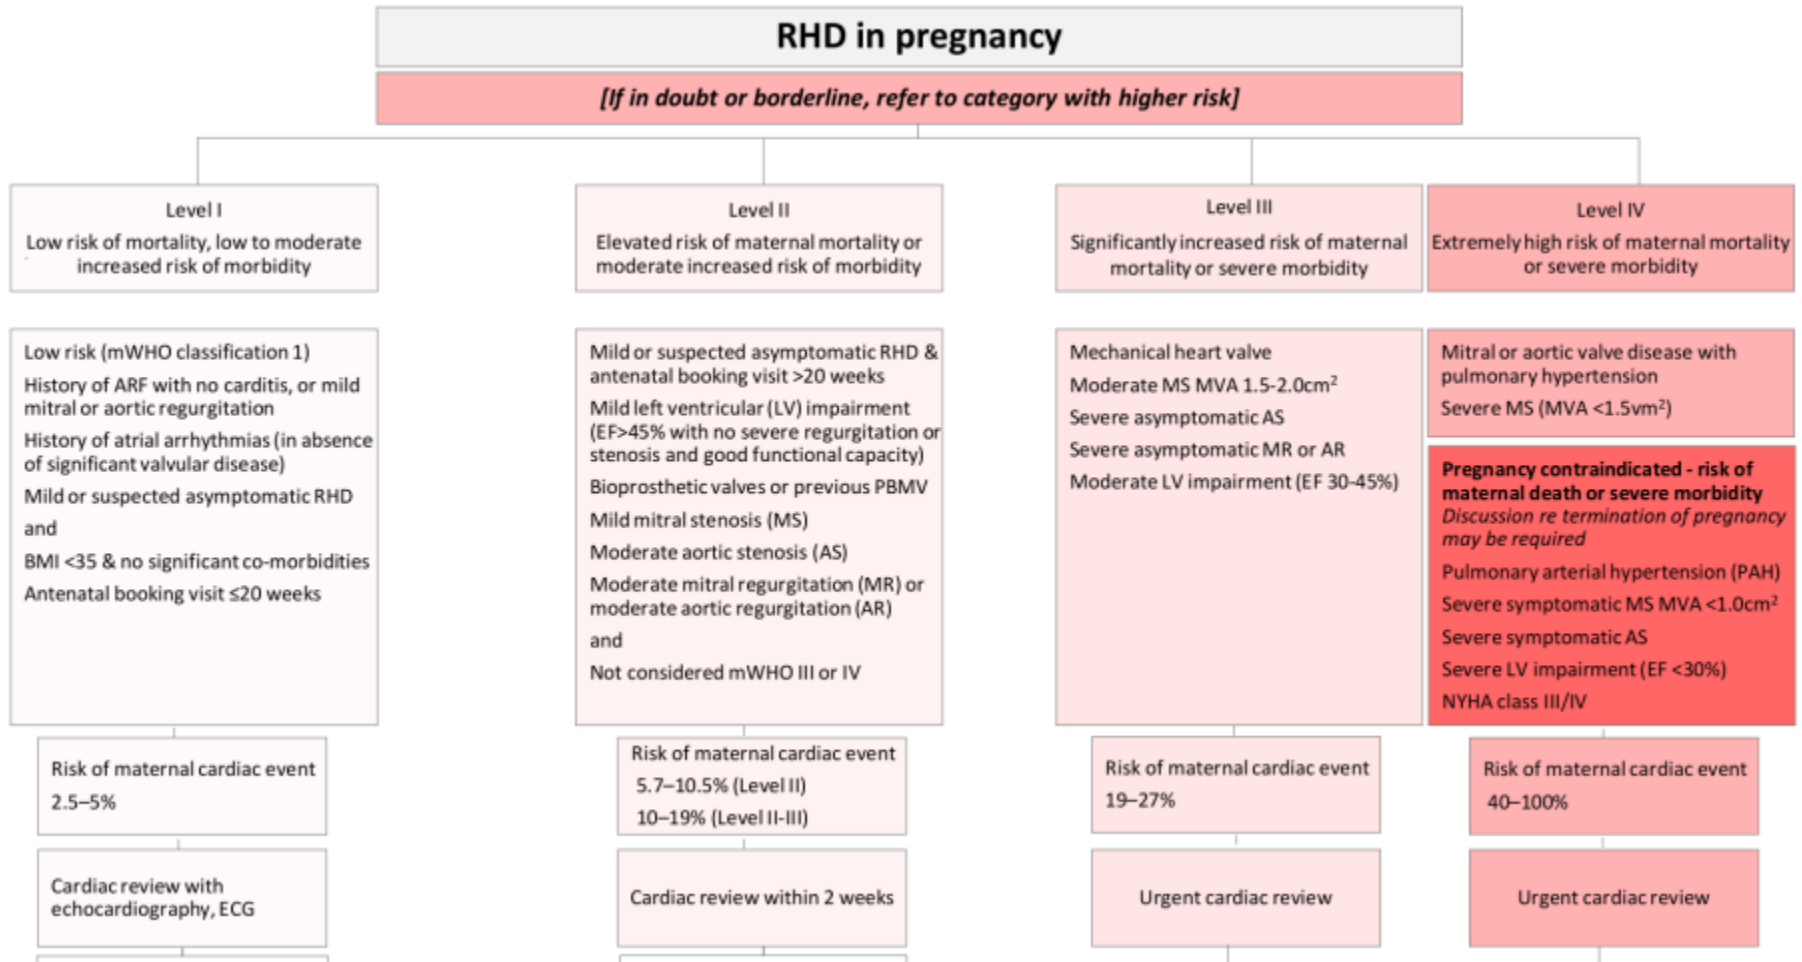 RHD in pregnancy
[If in doubt or borderline, refer to category with higher risk]
Level I
Low risk of mortality, low to moderate
increased risk of morbidity
Low risk (mWHO classification 1)
History of ARF with no carditis, or mild
mitral or aortic regurgitation
History of atrial arrhythmias (in absence
of significant valvular disease)
Mild or suspected asymptomatic RHD
and
BMI <35 & no significant co-morbidities
Antenatal booking visit ≤20 weeks
Risk of maternal cardiac event
2.5–5%
Cardiac review with
echocardiography, ECG
Level II
Elevated risk of maternal mortality or
moderate increased risk of morbidity
Mild or suspected asymptomatic RHD &
antenatal booking visit >20 weeks
Mild left ventricular (LV) impairment
(EF>45% with no severe regurgitation or
stenosis and good functional capacity)
Bioprosthetic valves or previous PBMV
Mild mitral stenosis (MS)
Moderate aortic stenosis (AS)
Moderate mitral regurgitation (MR) or
moderate aortic regurgitation (AR)
and
Not considered mWHO III or IV
Risk of maternal cardiac event
5.7–10.5% (Level II)
10–19% (Level II-III)
Cardiac review within 2 weeks
Level III
Significantly increased risk of maternal
mortality or severe morbidity
Mechanical heart valve
Moderate MS MVA 1.5-2.0cm²
Severe asymptomatic AS
Severe asymptomatic MR or AR
Moderate LV impairment (EF 30-45%)
Risk of maternal cardiac event
19–27%
Urgent cardiac review
Level IV
Extremely high risk of maternal mortality
or severe morbidity
Mitral or aortic valve disease with
pulmonary hypertension
Severe MS (MVA <1.5vm²)
Pregnancy contraindicated - risk of
maternal death or severe morbidity
Discussion re termination of pregnancy
may be required
Pulmonary arterial hypertension (PAH)
Severe symptomatic MS MVA <1.0cm²
Severe symptomatic AS
Severe LV impairment (EF <30%)
NYHA class III/IV
Risk of maternal cardiac event
40–100%
Urgent cardiac review